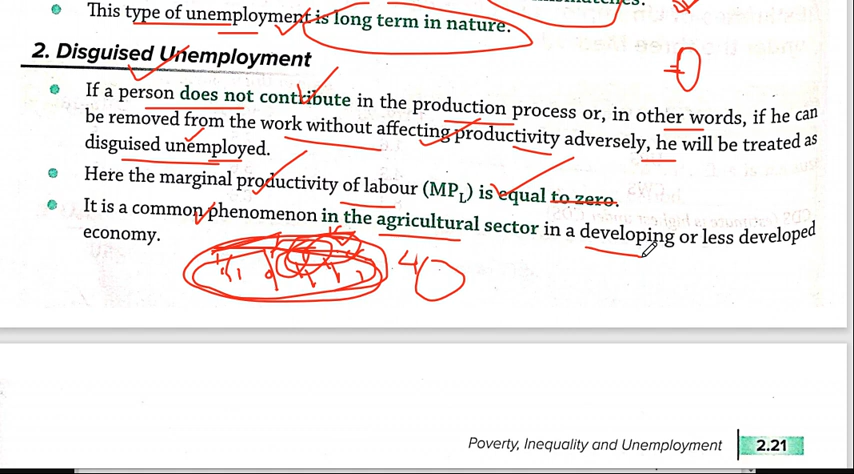 This type of unemployment is long term in nature.
2. Disguised Unemployment
If a person does not contribute in the production process or, in other words, if he can
be removed from the work without affecting productivity adversely, he will be treated as
disguised unemployed.
Here the marginal productivity of labour (MPL) is equal to zero.
It is a common phenomenon in the agricultural sector in a developing or less developed
economy.
40
Poverty, Inequality and Unemployment 2.21